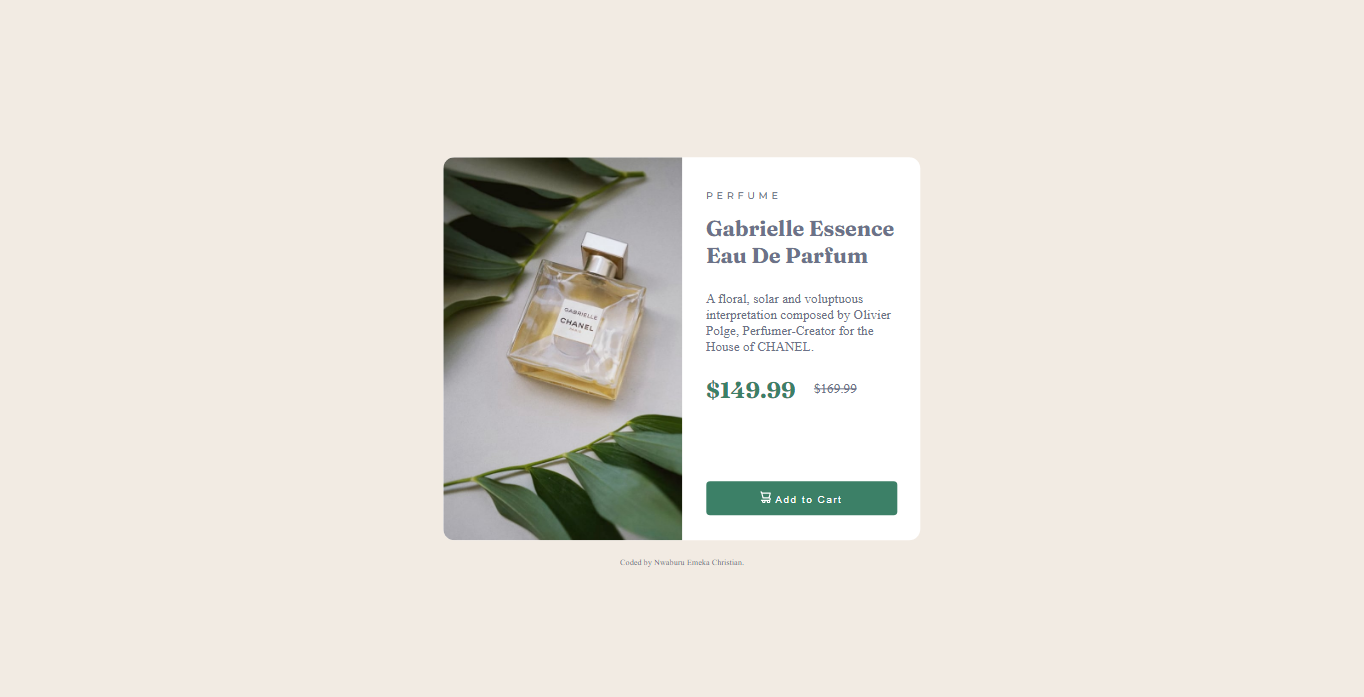 PERFUME
Gabrielle Essence
Eau De Parfum
A floral, solar and voluptuous
interpretation composed by Olivier
Polge, Perfumer-Creator for the
House of CHANEL.
$149.99 $169.99
Add to Cart
GABRIELLE
CHANEL
Coded by Nwaburu Emeka Christian.